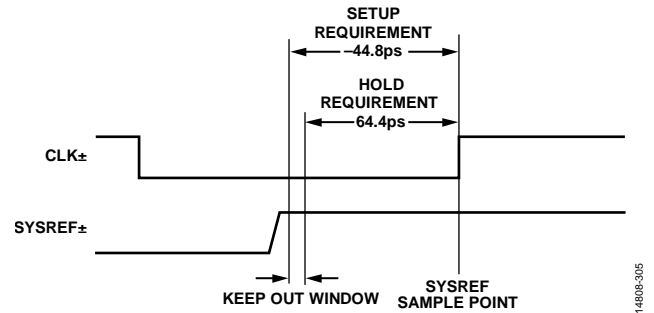 SETUP
REQUIREMENT
–44.8ps
HOLD
REQUIREMENT
64.4ps
CLK±
SYSREF±
KEEP OUT WINDOW
SYSREF
SAMPLE POINT
14808-305